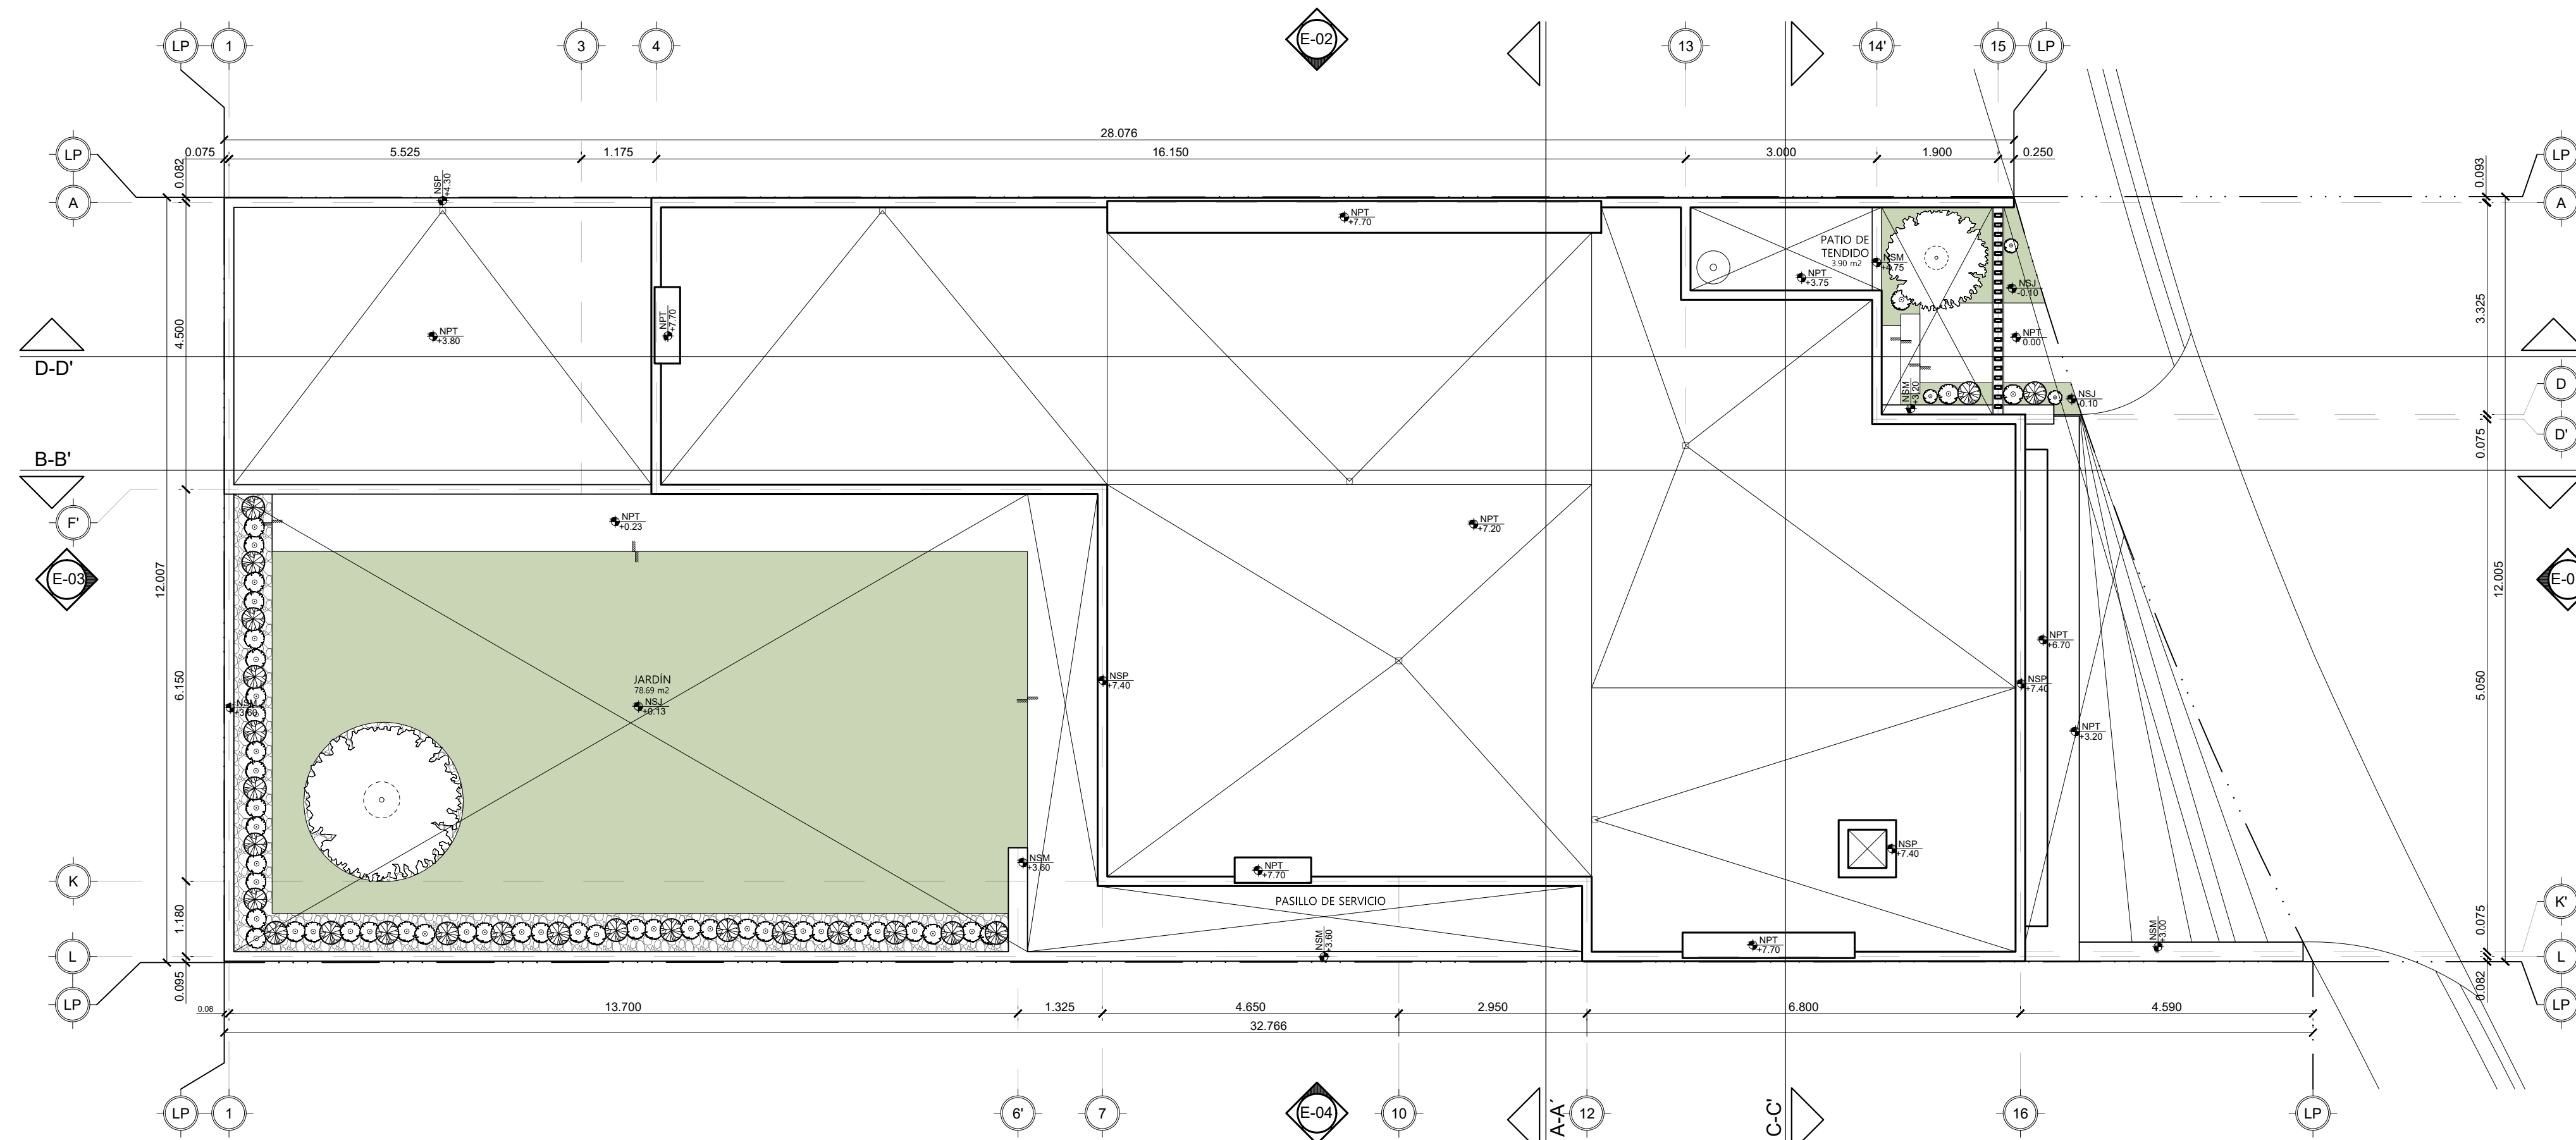 E-02
LP 1 3 4 13 14' 15 LP
28.076
0.075 5.525 1.175 16.150 3.000 1.900 0.250
LP LP
0.082 0.093
A A
NSP
+4.30
NPT
+7.70
PATIO DE
TENDIDO
3.90 m2
NSM
+4.75
NPT
+3.75
NSJ
-0.10
NPT
+7.70
NPT
+3.80
NPT
0.00
4.500
3.325
D-D'
D
NSM
+3.20
NSJ
-0.10
D'
0.075
B-B'
F'
NPT
+0.23
NPT
+7.20
E-03
12.007
12.005
NPT
+6.70
6.150
JARDÍN
78.69 m2
NSJ
+0.13
NSM
+3.60
NSP
+7.40
NSP
+7.40
5.050
NPT
+3.20
NSM
+3.60
NPT
+7.70
NSP
+7.40
K
K'
1.180
PASILLO DE SERVICIO
NSM
+3.60
NPT
+7.70
NSM
+3.00
0.075
L L
0.095 0.082
LP LP
0.08 13.700 1.325 4.650 2.950 6.800 4.590
32.766
LP 1 6' 7 E-04 10 A-A' 12 C-C' 16 LP